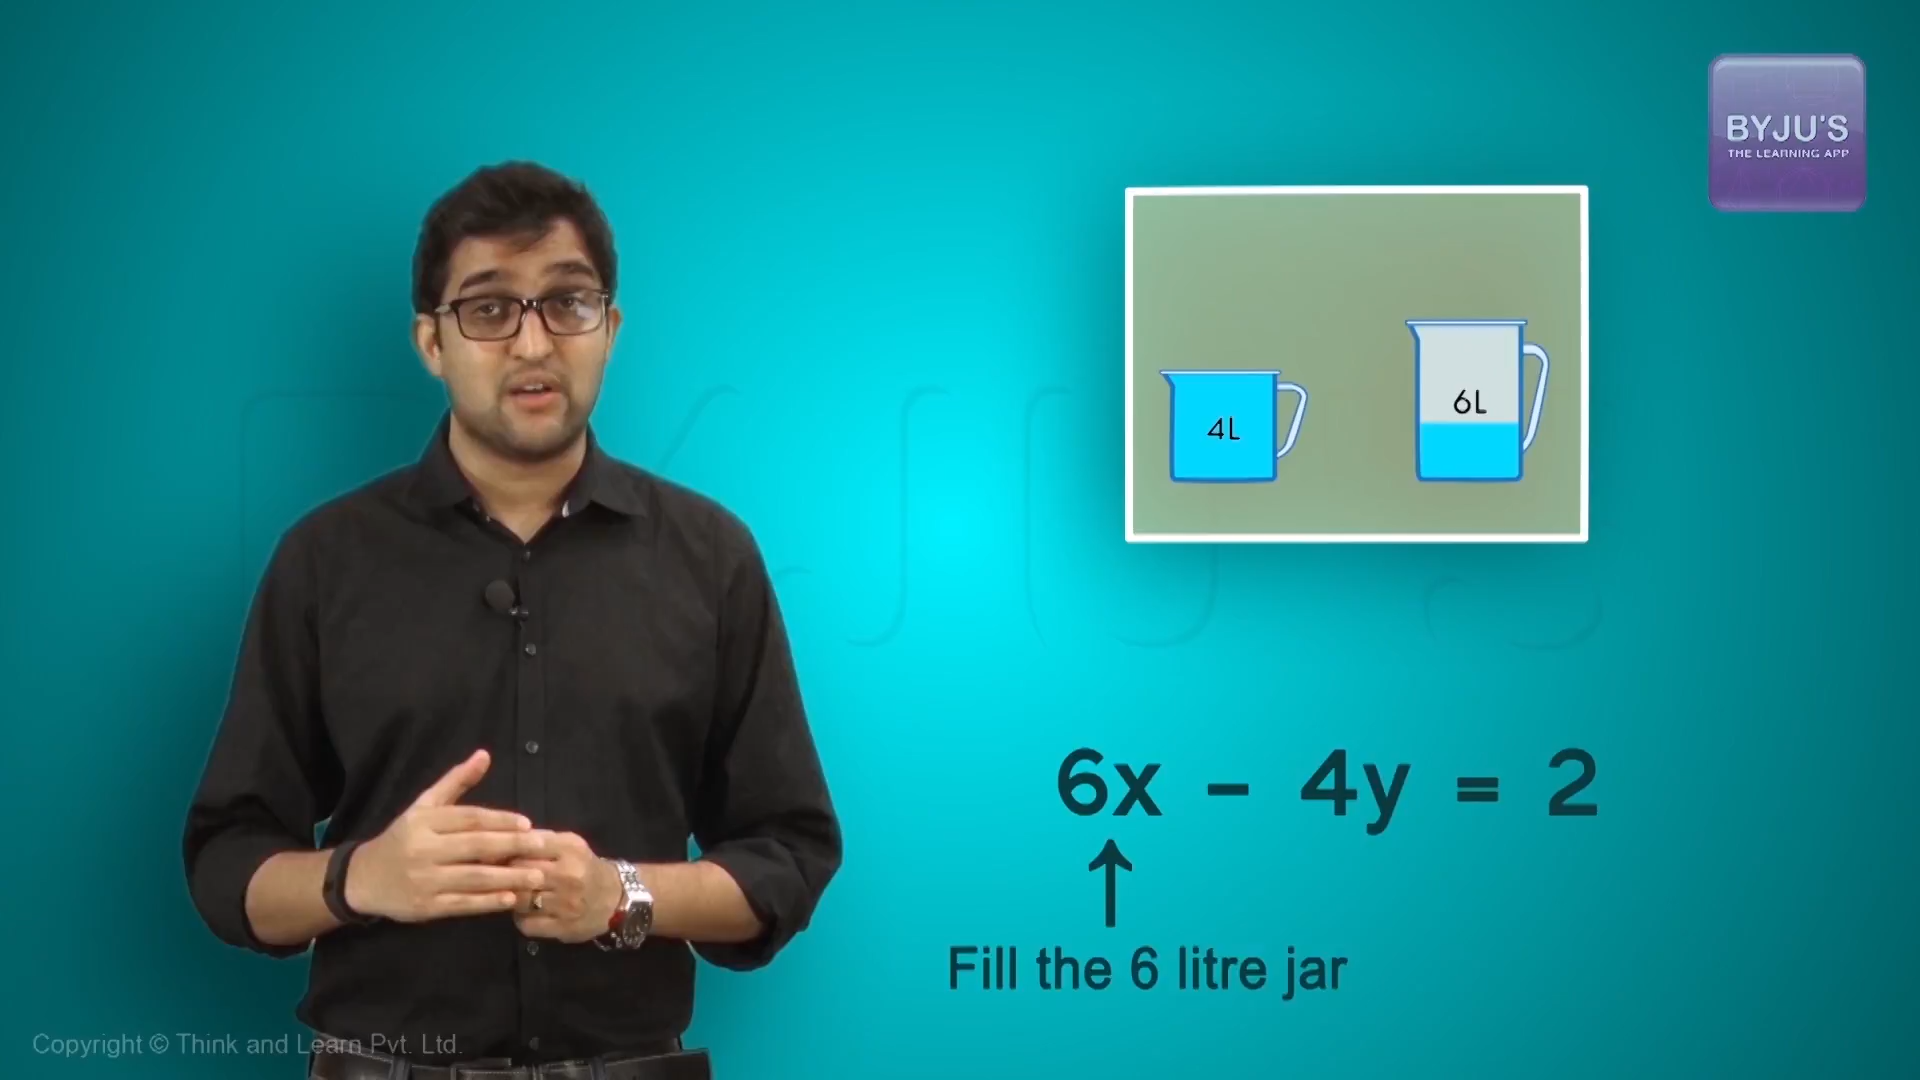 BYJU'S
THE LEARNING APP
4L
6L
6x - 4y = 2
Fill the 6 litre jar
Copyright © Think and Learn Pvt. Ltd.